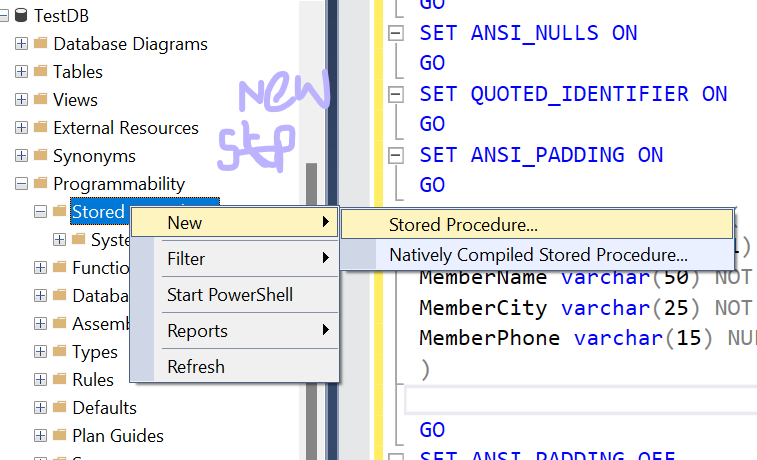 TestDB
Database Diagrams
Tables
Views
External Resources
Synonyms
Programmability
Stored
Syste
Functio
Databa
Assemb
Types
Rules
Defaults
Plan Guides
New
stp
New
Filter
Start PowerShell
Reports
Refresh
Stored Procedure...
Natively Compiled Stored Procedure...
GO
SET ANSI_NULLS ON
GO
SET QUOTED_IDENTIFIER ON
GO
SET ANSI_PADDING ON
GO
)
MemberName varchar(50) NOT
MemberCity varchar(25) NOT
MemberPhone varchar(15) NUL
)
GO
SET ANSI_PADDING OFF